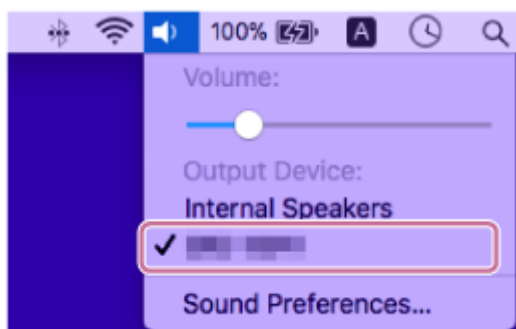 100% A
Volume:
Output Device:
Internal Speakers
Sound Preferences...